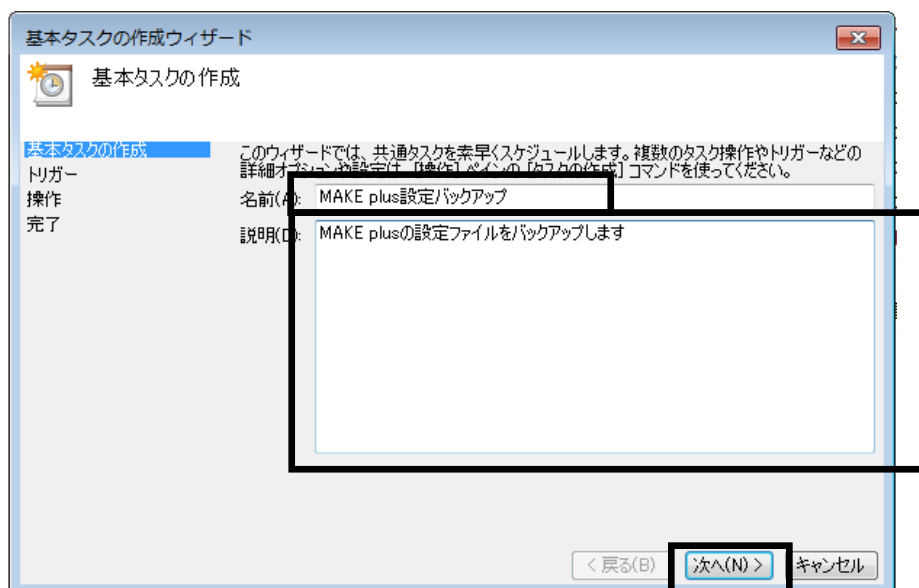 基本タスクの作成ウィザード
基本タスクの作成
基本タスクの作成
トリガー
操作
完了
このウィザードでは、共通タスクを素早くスケジュールします。複数のタスク操作やトリガーなどの
詳細オプションや設定は、[操作] ペインの [タスクの作成] コマンドを使ってください。
名前(A):
MAKE plus設定バックアップ
説明(D):
MAKE plusの設定ファイルをバックアップします
< 戻る(B)
次へ(N) >
キャンセル